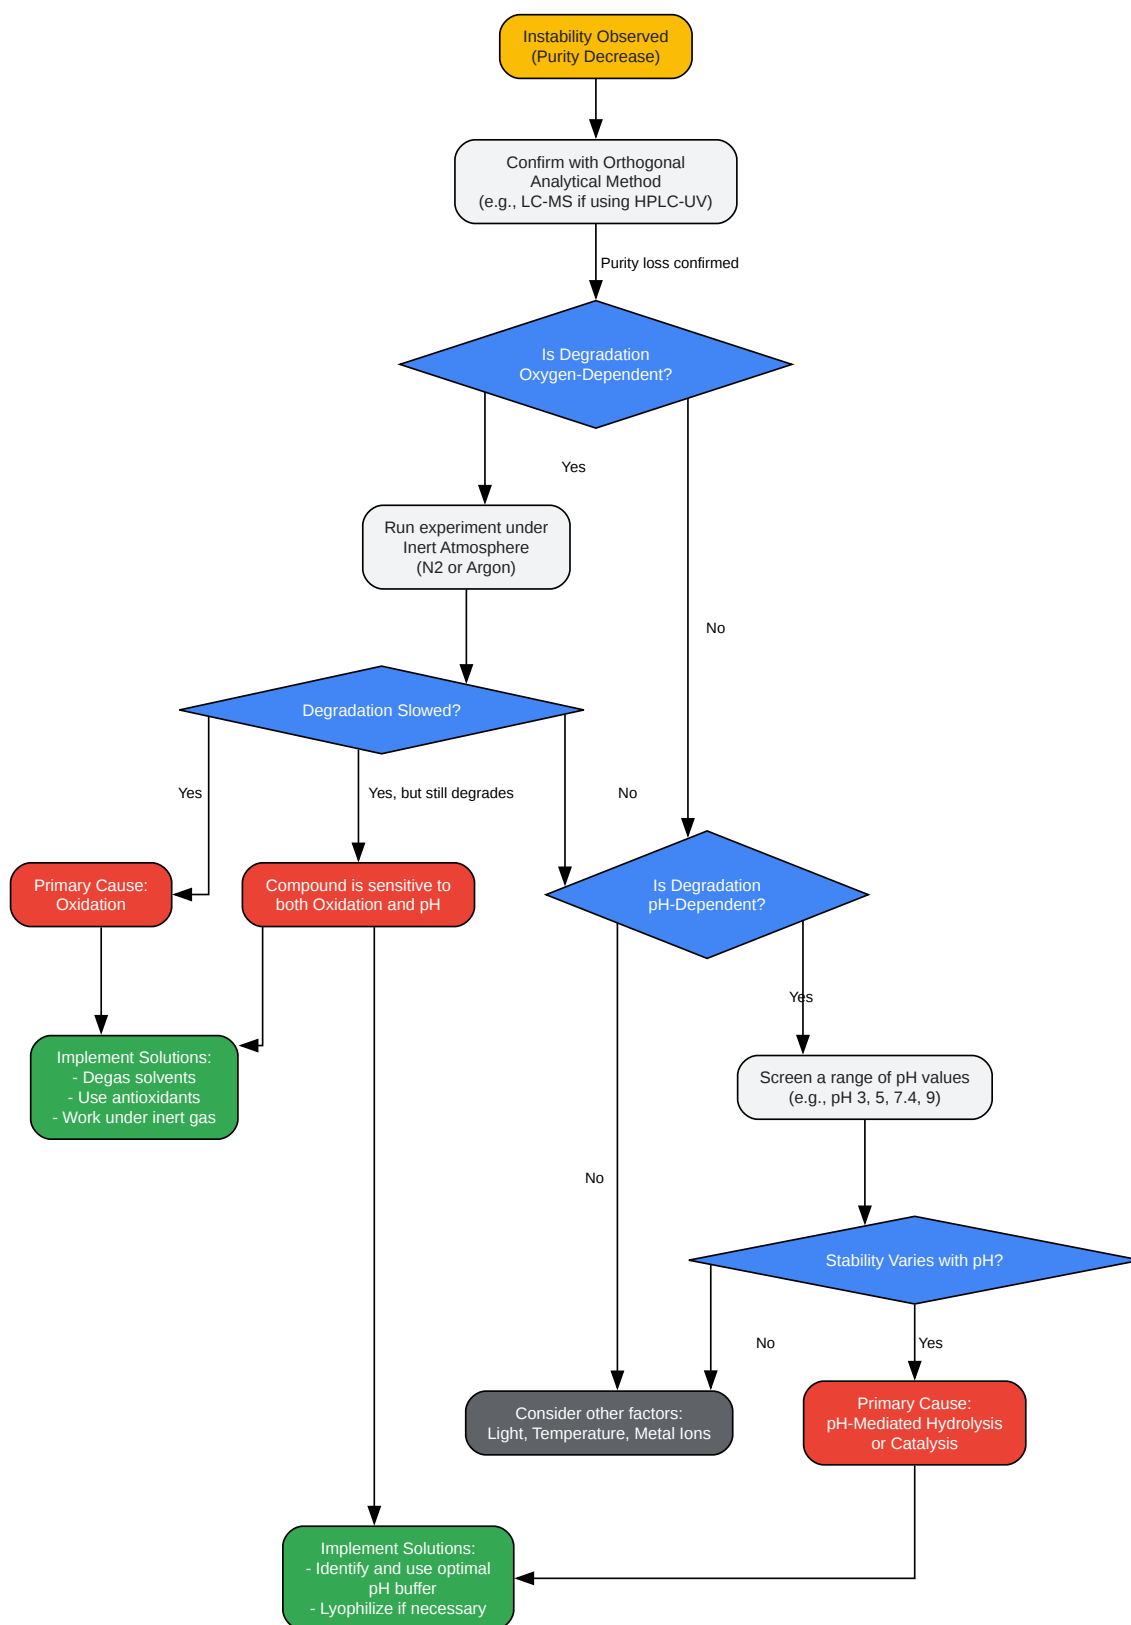 Instability Observed
(Purity Decrease)
Confirm with Orthogonal
Analytical Method
(e.g., LC-MS if using HPLC-UV)
Purity loss confirmed
Is Degradation
Oxygen-Dependent?
Yes
Run experiment under
Inert Atmosphere
(N2 or Argon)
No
Degradation Slowed?
Yes
Yes, but still degrades
No
Primary Cause:
Oxidation
Compound is sensitive to
both Oxidation and pH
Is Degradation
pH-Dependent?
Yes
Implement Solutions:
- Degas solvents
- Use antioxidants
- Work under inert gas
Screen a range of pH values
(e.g., pH 3, 5, 7.4, 9)
No
Stability Varies with pH?
No
Yes
Consider other factors:
Light, Temperature, Metal Ions
Primary Cause:
pH-Mediated Hydrolysis
or Catalysis
Implement Solutions:
- Identify and use optimal
pH buffer
- Lyophilize if necessary